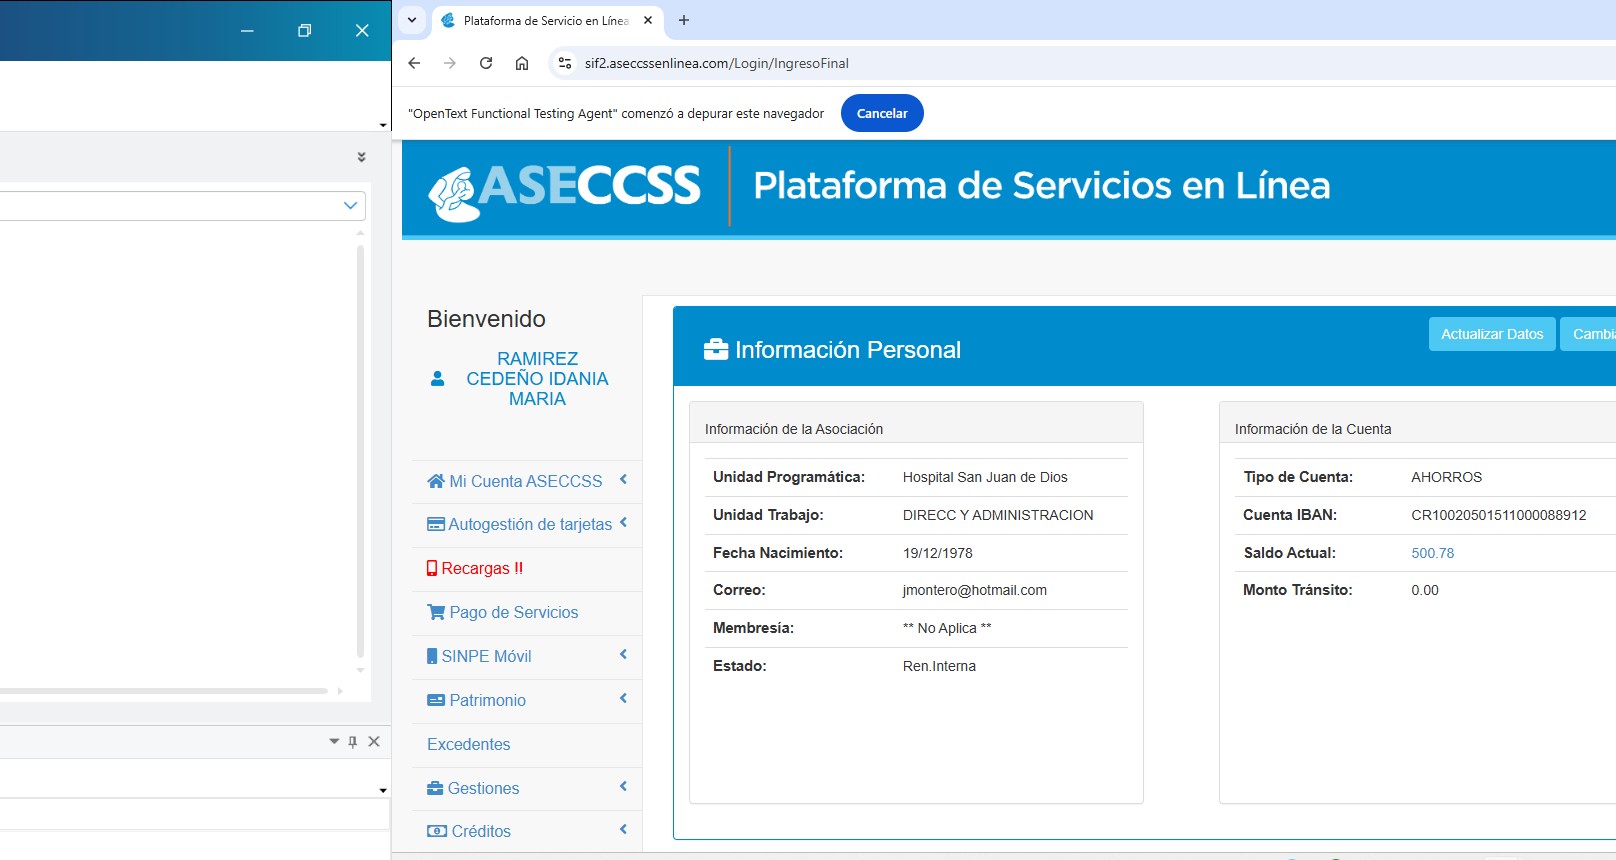 Plataforma de Servicio en Línea
sif2.aseccssenlinea.com/Login/IngresoFinal
"OpenText Functional Testing Agent" comenzó a depurar este navegador
Cancelar
ASECCSS
Plataforma de Servicios en Línea
Bienvenido
RAMIREZ
CEDEÑO IDANIA
MARIA
Mi Cuenta ASECCSS
Autogestión de tarjetas
Recargas !!
Pago de Servicios
SINPE Móvil
Patrimonio
Excedentes
Gestiones
Créditos
Información Personal
Actualizar Datos
Cambia
Información de la Asociación
Unidad Programática: Hospital San Juan de Dios
Unidad Trabajo: DIRECC Y ADMINISTRACION
Fecha Nacimiento: 19/12/1978
Correo: jmontero@hotmail.com
Membresía: ** No Aplica **
Estado: Ren.Interna
Información de la Cuenta
Tipo de Cuenta: AHORROS
Cuenta IBAN: CR10020501511000088912
Saldo Actual: 500.78
Monto Tránsito: 0.00